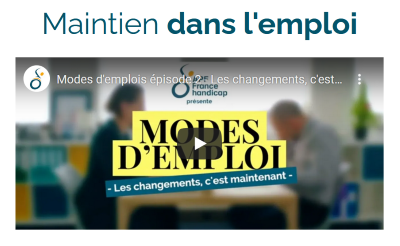 Maintien dans l'emploi
Modes d'emplois épisode 2 - Les changements, c'est...
France
handicap
présente
MODES
D'EMPLOI
- Les changements, c'est maintenant -